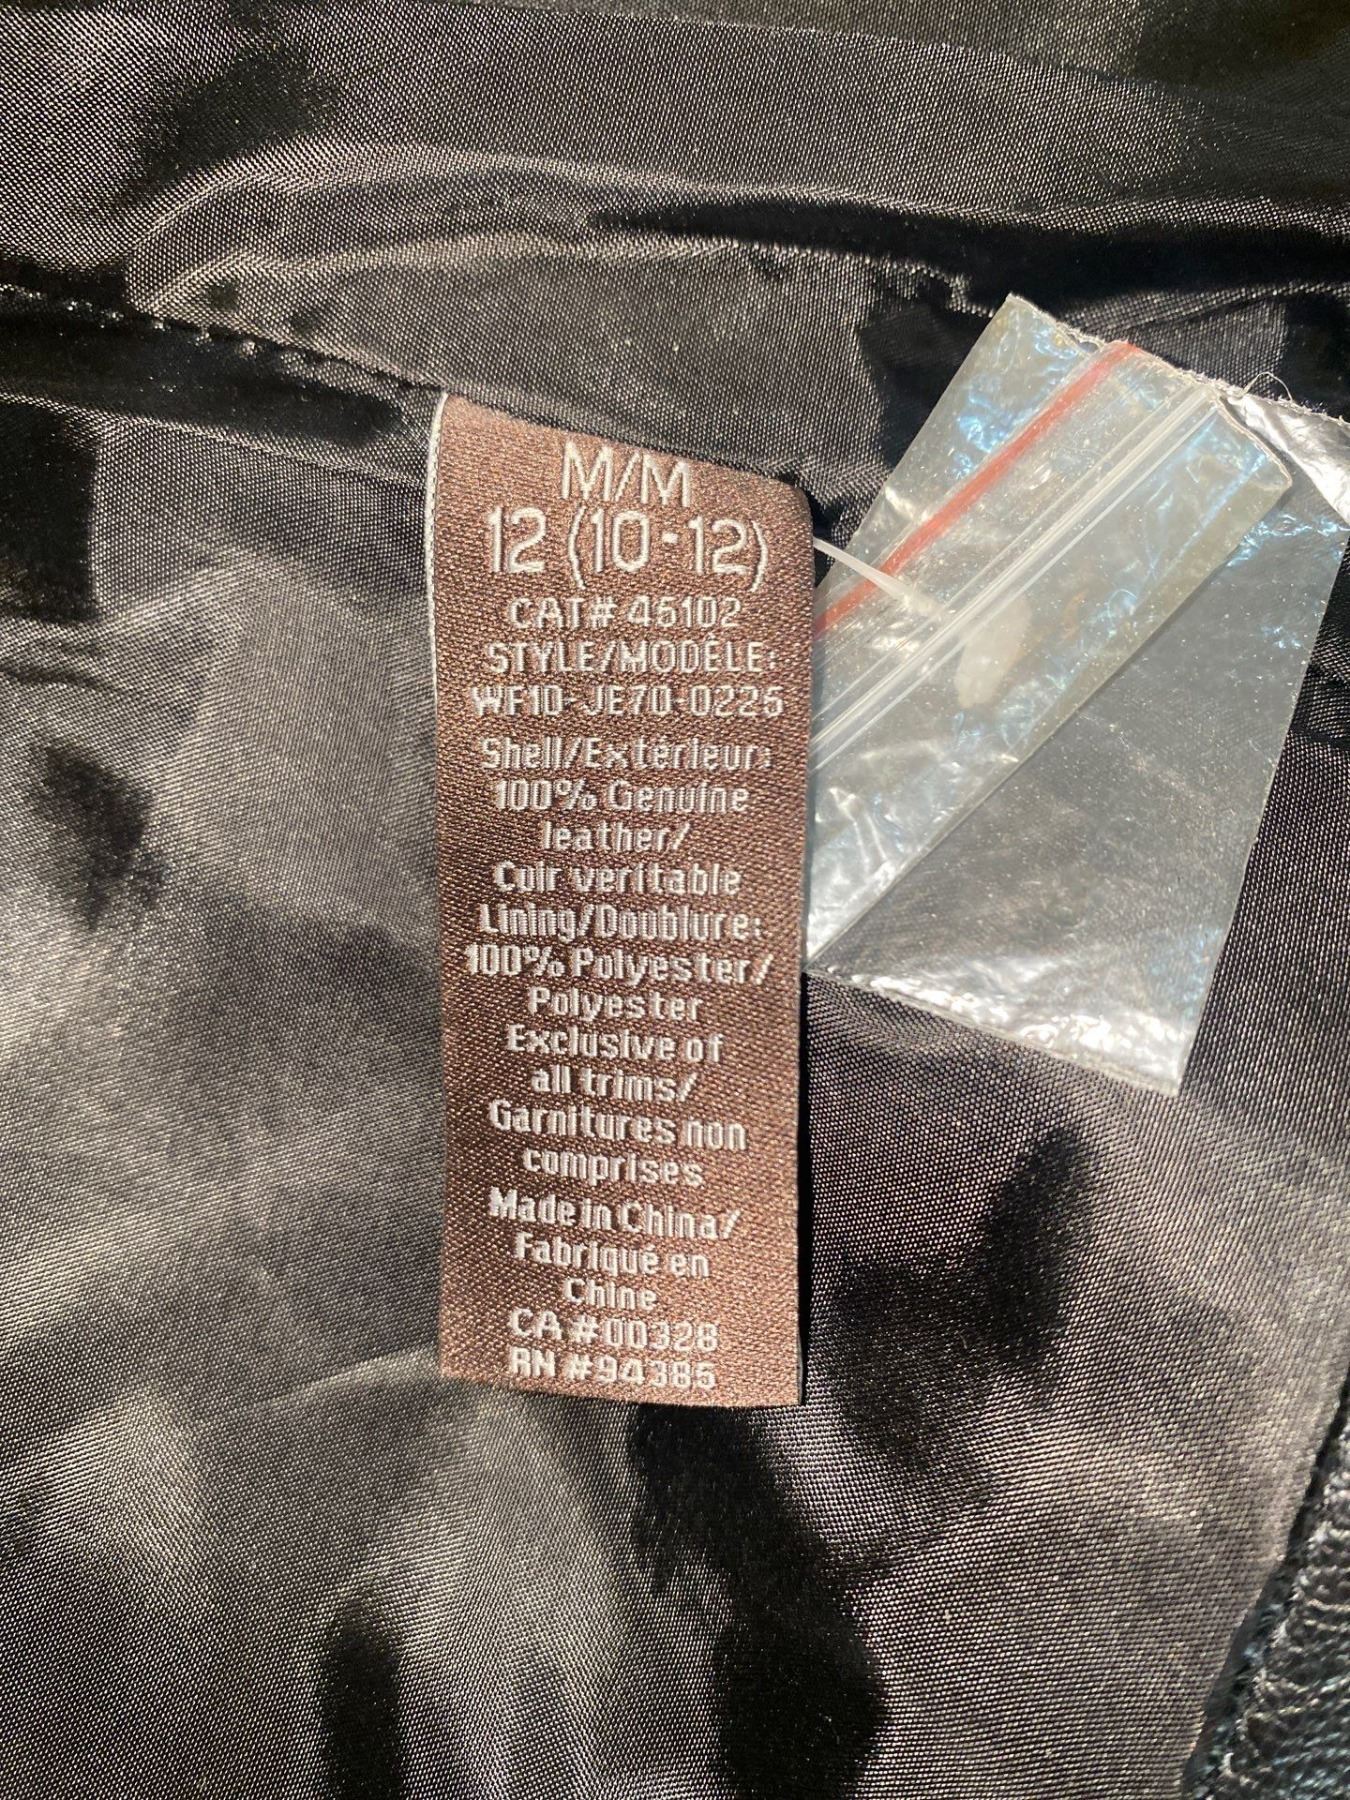 M/M
12 (10-12)
CAT# 45102
STYLE/MODÈLE:
WF10-JE70-0225
Shell/Extérieur:
100% Genuine
leather/
Cuir veritable
Lining/Doublure:
100% Polyester/
Polyester
Exclusive of
all trims/
Garnitures non
comprises
Made in China/
Fabriqué en
Chine
CA #00328
RN #94385